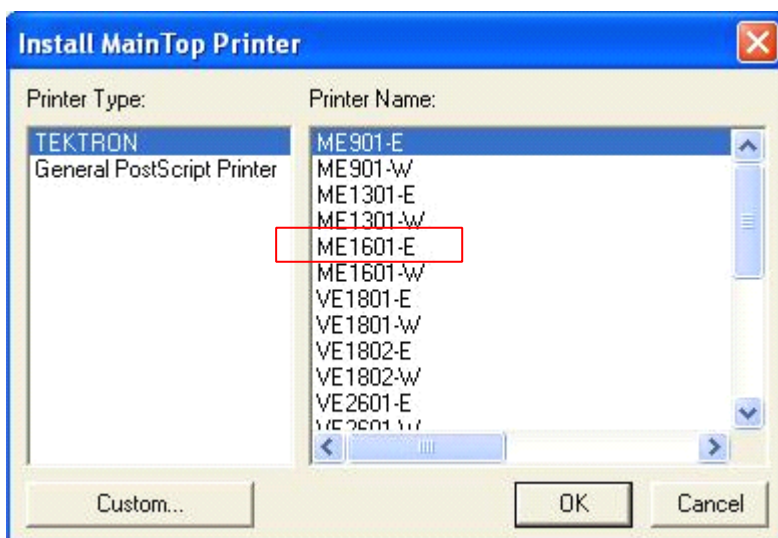 Install MainTop Printer
Printer Type:
Printer Name:
TEKTRON
General PostScript Printer
ME901-E
ME901-W
ME1301-E
ME1301-W
ME1601-E
ME1601-W
VE1801-E
VE1801-W
VE1802-E
VE1802-W
VE2601-E
VE2601-W
Custom...
OK
Cancel